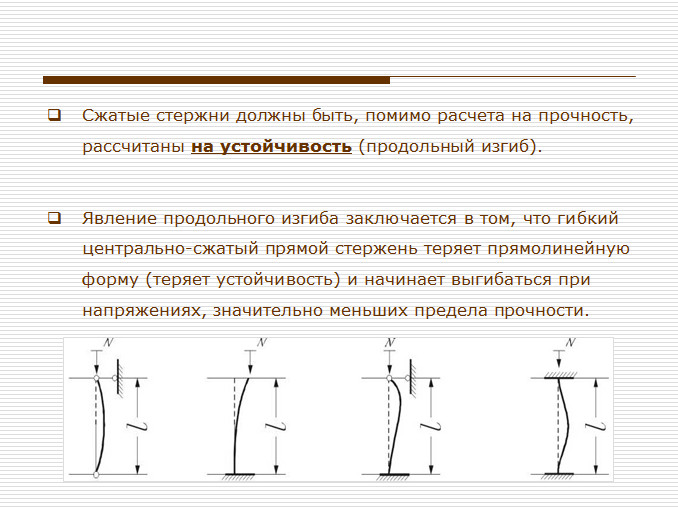 Сжатые стержни должны быть, помимо расчета на прочность,
рассчитаны на устойчивость (продольный изгиб).
Явление продольного изгиба заключается в том, что гибкий
центрально-сжатый прямой стержень теряет прямолинейную
форму (теряет устойчивость) и начинает выгибаться при
напряжениях, значительно меньших предела прочности.
N N N N
l l l l